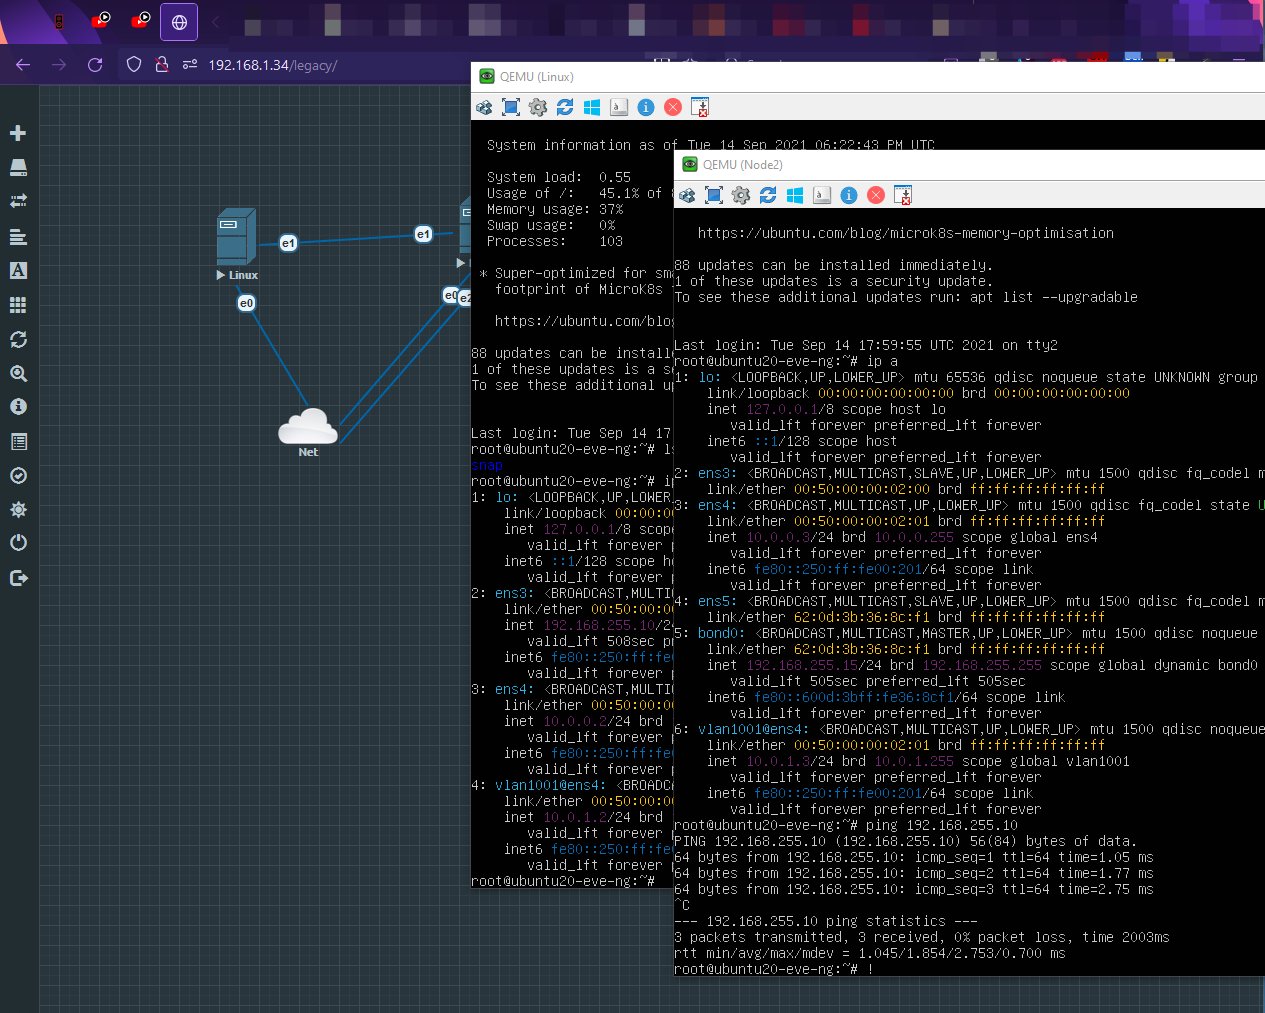 192.168.1.34/legacy/
e1
e1
Linux
e0
e0
e2
Net
QEMU (Linux)
System information as of Tue 14 Sep 2021 06:22:43 PM UTC
System load:  0.55
Usage of /:   45.1% of
Memory usage: 37%
Swap usage:   0%
Processes:    103
* Super-optimized for
footprint of MicroK8s
https://ubuntu.com/blog
88 updates can be install
1 of these updates is a
To see these additional
Last login: Tue Sep 14 17
root@ubuntu20-eve-ng:~# ls
snap
root@ubuntu20-eve-ng:~# ip
1: lo: <LOOPBACK,UP,LOWER_
link/loopback 00:00:00
inet 127.0.0.1/8 scope
valid_lft forever
inet6 ::1/128 scope
valid_lft forever
2: ens3: <BROADCAST,MULTIC
link/ether 00:50:00:00
inet 192.168.255.10/24
valid_lft 508sec
inet6 fe80::250:ff:fe0
valid_lft forever
3: ens4: <BROADCAST,MULTIC
link/ether 00:50:00:00
inet 10.0.0.2/24 brd
valid_lft forever
inet6 fe80::250:ff:fe0
valid_lft forever
4: vlan1001@ens4: <BROADCA
link/ether 00:50:00:00
inet 10.0.1.2/24 brd
valid_lft forever
inet6 fe80::250:ff:fe0
valid_lft forever
root@ubuntu20-eve-ng:~#
QEMU (Node2)
https://ubuntu.com/blog/microk8s-memory-optimisation
88 updates can be installed immediately.
1 of these updates is a security update.
To see these additional updates run: apt list --upgradable
Last login: Tue Sep 14 17:59:55 UTC 2021 on tty2
root@ubuntu20-eve-ng:~# ip a
1: lo: <LOOPBACK,UP,LOWER_UP> mtu 65536 qdisc noqueue state UNKNOWN group
link/loopback 00:00:00:00:00:00 brd 00:00:00:00:00:00
inet 127.0.0.1/8 scope host lo
valid_lft forever preferred_lft forever
inet6 ::1/128 scope host
valid_lft forever preferred_lft forever
2: ens3: <BROADCAST,MULTICAST,SLAVE,UP,LOWER_UP> mtu 1500 qdisc fq_codel m
link/ether 00:50:00:00:02:00 brd ff:ff:ff:ff:ff:ff
3: ens4: <BROADCAST,MULTICAST,UP,LOWER_UP> mtu 1500 qdisc fq_codel state U
link/ether 00:50:00:00:02:01 brd ff:ff:ff:ff:ff:ff
inet 10.0.0.3/24 brd 10.0.0.255 scope global ens4
valid_lft forever preferred_lft forever
inet6 fe80::250:ff:fe00:201/64 scope link
valid_lft forever preferred_lft forever
4: ens5: <BROADCAST,MULTICAST,SLAVE,UP,LOWER_UP> mtu 1500 qdisc fq_codel m
link/ether 62:0d:3b:36:8c:f1 brd ff:ff:ff:ff:ff:ff
5: bond0: <BROADCAST,MULTICAST,MASTER,UP,LOWER_UP> mtu 1500 qdisc noqueue
link/ether 62:0d:3b:36:8c:f1 brd ff:ff:ff:ff:ff:ff
inet 192.168.255.15/24 brd 192.168.255.255 scope global dynamic bond0
valid_lft 505sec preferred_lft 505sec
inet6 fe80::600d:3bff:fe36:8cf1/64 scope link
valid_lft forever preferred_lft forever
6: vlan1001@ens4: <BROADCAST,MULTICAST,UP,LOWER_UP> mtu 1500 qdisc noqueue
link/ether 00:50:00:00:02:01 brd ff:ff:ff:ff:ff:ff
inet 10.0.1.3/24 brd 10.0.1.255 scope global vlan1001
valid_lft forever preferred_lft forever
inet6 fe80::250:ff:fe00:201/64 scope link
valid_lft forever preferred_lft forever
root@ubuntu20-eve-ng:~# ping 192.168.255.10
PING 192.168.255.10 (192.168.255.10) 56(84) bytes of data.
64 bytes from 192.168.255.10: icmp_seq=1 ttl=64 time=1.05 ms
64 bytes from 192.168.255.10: icmp_seq=2 ttl=64 time=1.77 ms
64 bytes from 192.168.255.10: icmp_seq=3 ttl=64 time=2.75 ms
^C
--- 192.168.255.10 ping statistics ---
3 packets transmitted, 3 received, 0% packet loss, time 2003ms
rtt min/avg/max/mdev = 1.045/1.854/2.753/0.700 ms
root@ubuntu20-eve-ng:~# !